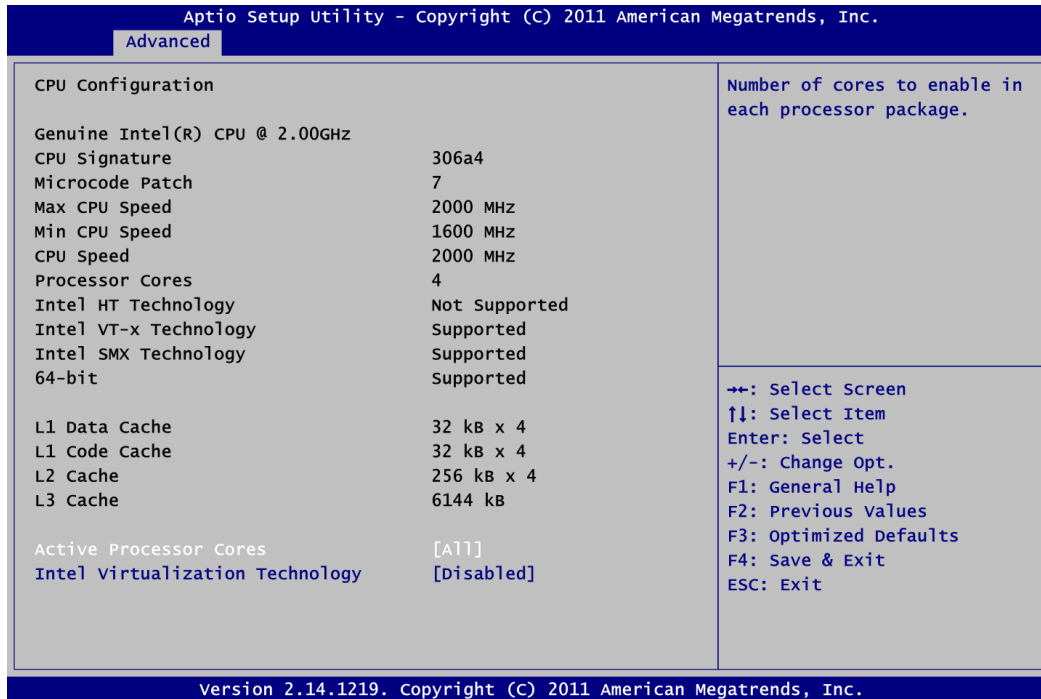 Aptio Setup Utility – Copyright (C) 2011 American Megatrends, Inc.
Advanced
CPU Configuration
Genuine Intel(R) CPU @ 2.00GHz
CPU Signature 306a4
Microcode Patch 7
Max CPU Speed 2000 MHz
Min CPU Speed 1600 MHz
CPU Speed 2000 MHz
Processor Cores 4
Intel HT Technology Not Supported
Intel VT-x Technology Supported
Intel SMX Technology Supported
64-bit Supported
L1 Data Cache 32 kB x 4
L1 Code Cache 32 kB x 4
L2 Cache 256 kB x 4
L3 Cache 6144 kB
Active Processor Cores [All]
Intel Virtualization Technology [Disabled]
Number of cores to enable in
each processor package.
→←: Select Screen
↑↓: Select Item
Enter: Select
+/-: Change Opt.
F1: General Help
F2: Previous Values
F3: Optimized Defaults
F4: Save & Exit
ESC: Exit
Version 2.14.1219. Copyright (C) 2011 American Megatrends, Inc.